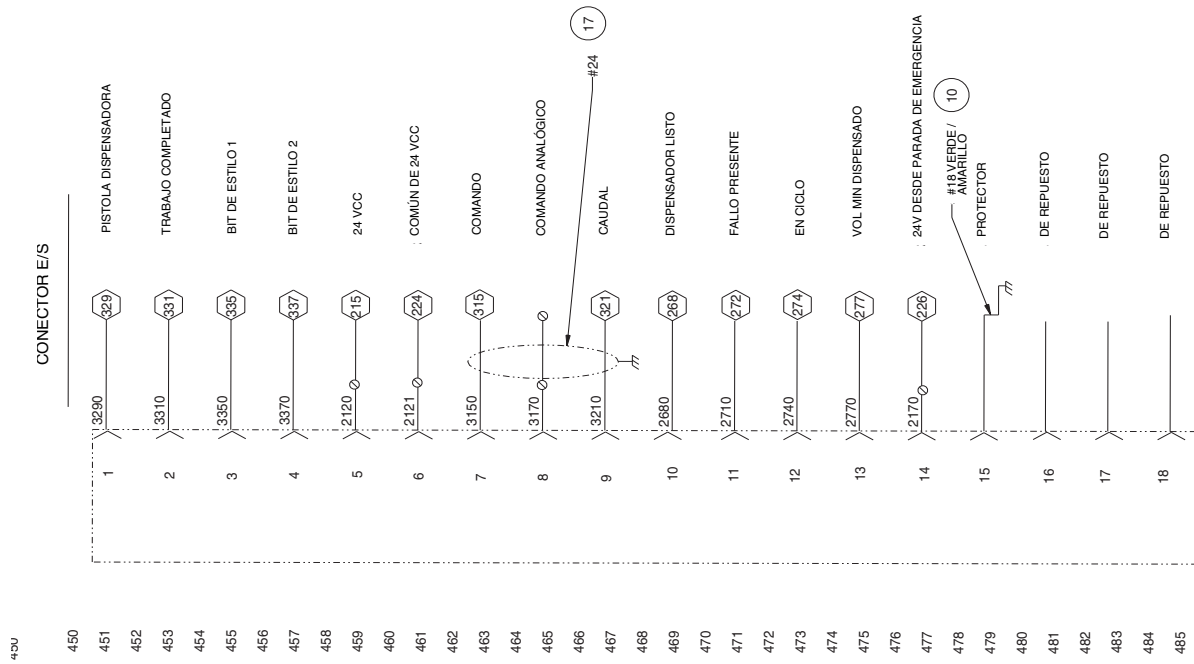 CONECTOR E/S
1 3290 329 PISTOLA DISPENSADORA
2 3310 331 TRABAJO COMPLETADO
3 3350 335 BIT DE ESTILO 1
4 3370 337 BIT DE ESTILO 2
5 2120 215 24 VCC
6 2121 224 COMÚN DE 24 VCC
7 3150 315 COMANDO
8 3170 COMANDO ANALÓGICO
#24 17
9 3210 321 CAUDAL
10 2680 268 DISPENSADOR LISTO
11 2710 272 FALLO PRESENTE
12 2740 274 EN CICLO
13 2770 277 VOL MIN DISPENSADO
14 2170 226 24V DESDE PARADA DE EMERGENCIA
#18 VERDE /
AMARILLO
10
15 PROTECTOR
16 DE REPUESTO
17 DE REPUESTO
18 DE REPUESTO
450
450
451
452
453
454
455
456
457
458
459
460
461
462
463
464
465
466
467
468
469
470
471
472
473
474
475
476
477
478
479
480
481
482
483
484
485